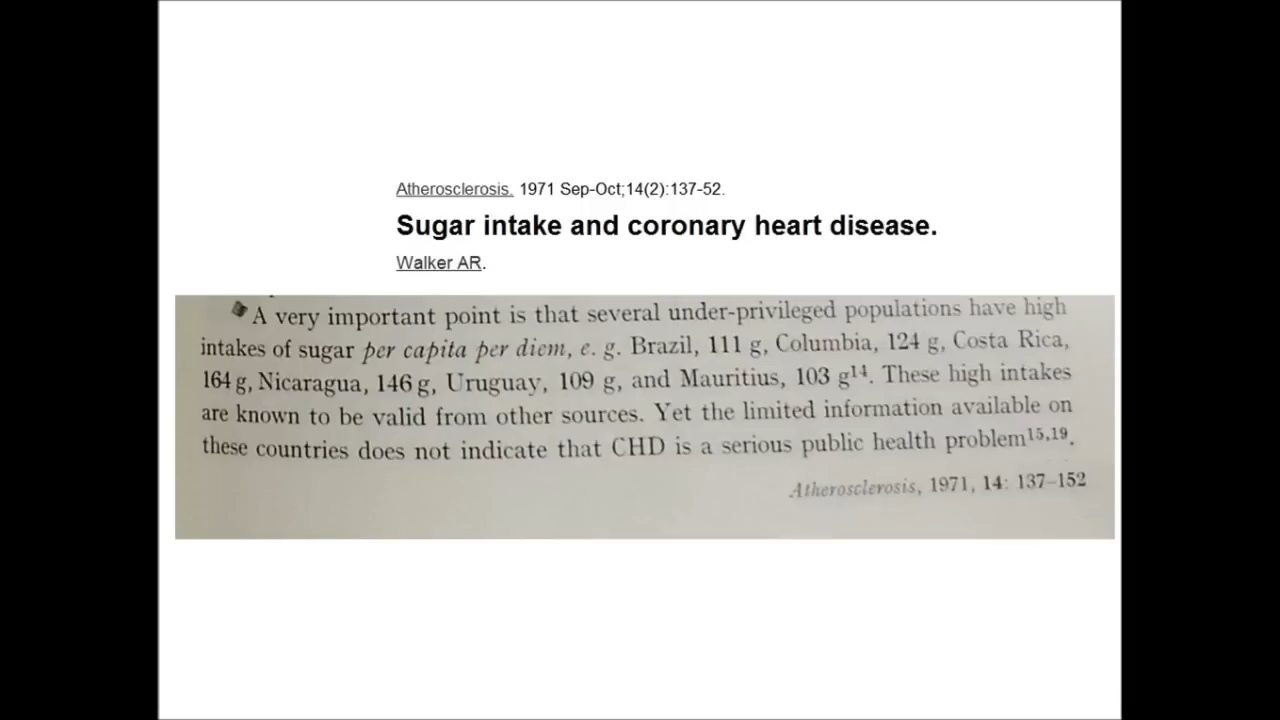 Atherosclerosis. 1971 Sep-Oct;14(2):137-52.
Sugar intake and coronary heart disease.
Walker AR.
A very important point is that several under-privileged populations have high
intakes of sugar per capita per diem, e. g. Brazil, 111 g, Columbia, 124 g, Costa Rica,
164 g, Nicaragua, 146 g, Uruguay, 109 g, and Mauritius, 103 g14. These high intakes
are known to be valid from other sources. Yet the limited information available on
these countries does not indicate that CHD is a serious public health problem15,19.
Atherosclerosis, 1971, 14: 137–152